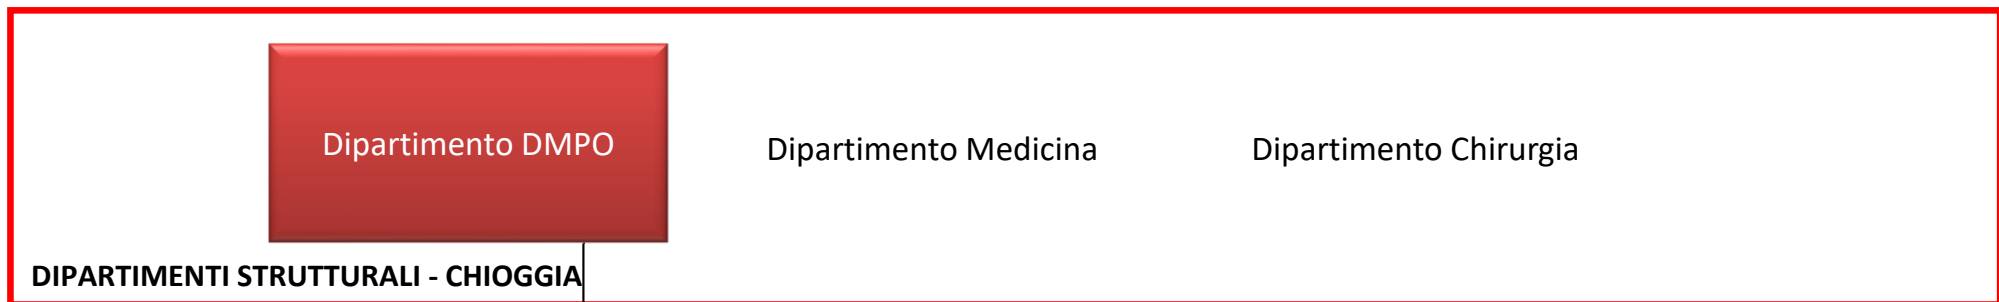 Dipartimento DMPO
Dipartimento Medicina
Dipartimento Chirurgia
DIPARTIMENTI STRUTTURALI - CHIOGGIA